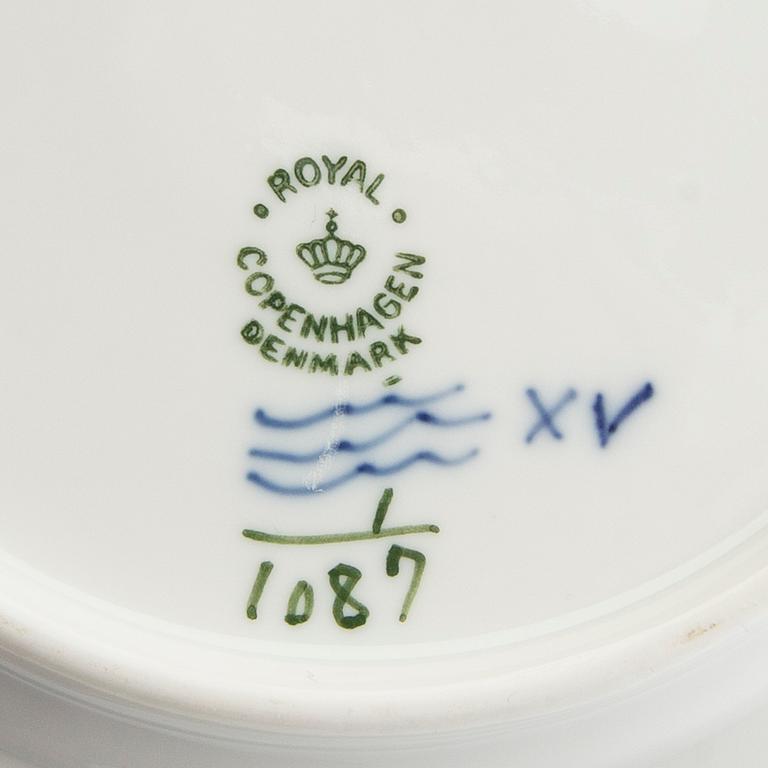 ROYAL
COPENHAGEN
DENMARK
XV
1
1087